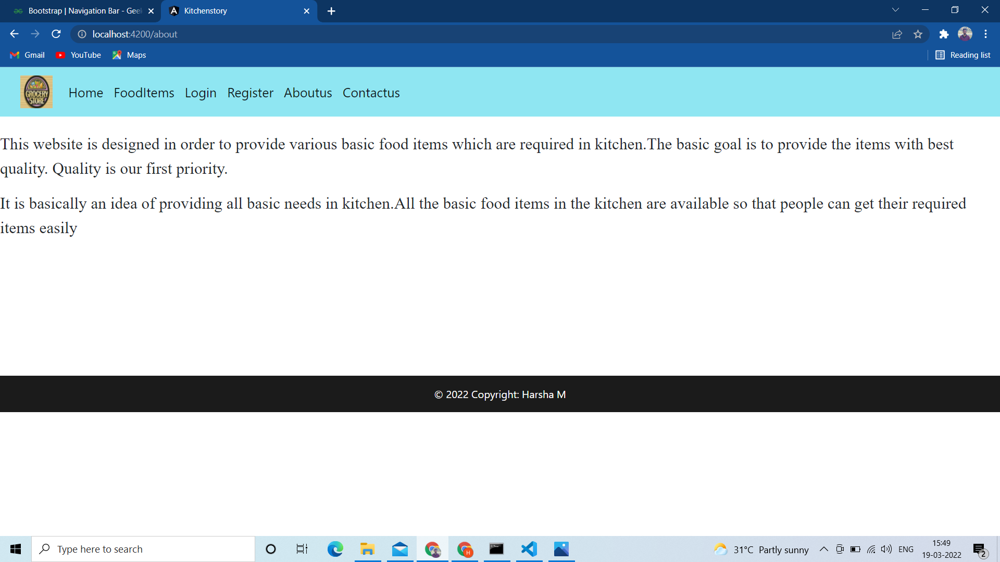 Bootstrap | Navigation Bar - Geek
Kitchenstory
localhost:4200/about
Gmail
YouTube
Maps
Reading list
GROCERY
STORE
Home
FoodItems
Login
Register
Aboutus
Contactus
This website is designed in order to provide various basic food items which are required in kitchen.The basic goal is to provide the items with best
quality. Quality is our first priority.
It is basically an idea of providing all basic needs in kitchen.All the basic food items in the kitchen are available so that people can get their required
items easily
© 2022 Copyright: Harsha M
Type here to search
H
31°C Partly sunny
ENG
15:49
19-03-2022
2